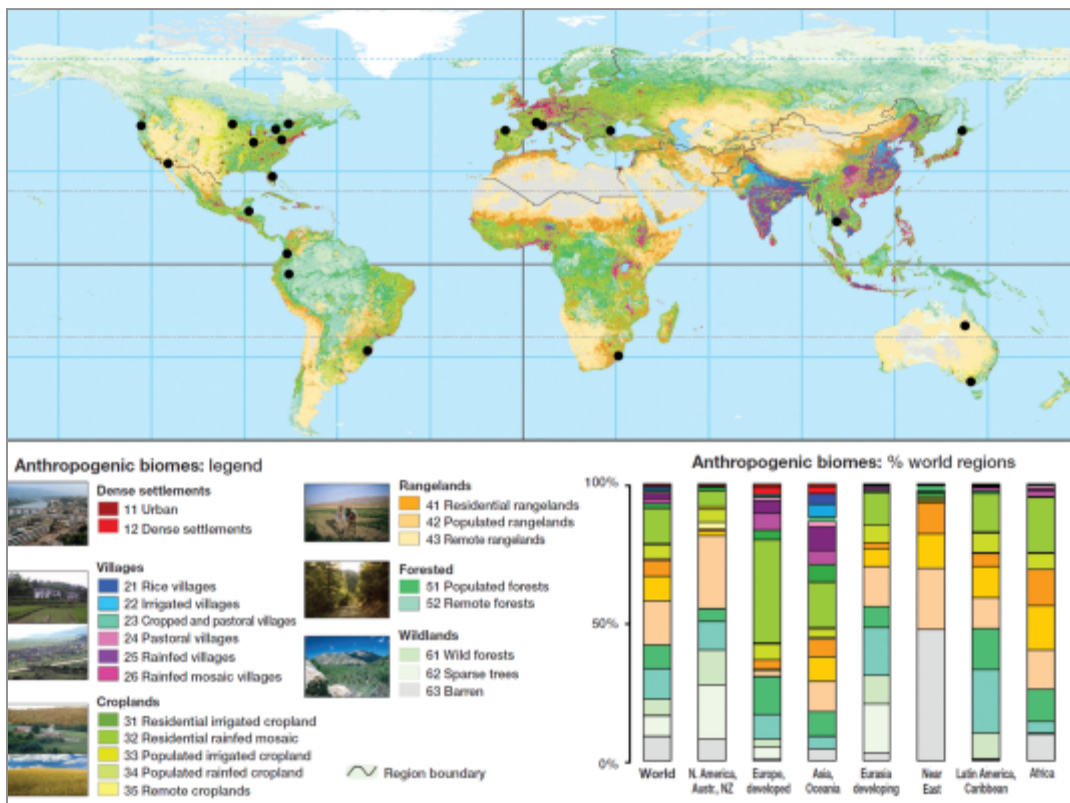 Anthropogenic biomes: legend
Dense settlements
11 Urban
12 Dense settlements
Villages
21 Rice villages
22 Irrigated villages
23 Cropped and pastoral villages
24 Pastoral villages
25 Rainfed villages
26 Rainfed mosaic villages
Croplands
31 Residential irrigated cropland
32 Residential rainfed mosaic
33 Populated irrigated cropland
34 Populated rainfed cropland
35 Remote croplands
Rangelands
41 Residential rangelands
42 Populated rangelands
43 Remote rangelands
Forested
51 Populated forests
52 Remote forests
Wildlands
61 Wild forests
62 Sparse trees
63 Barren
Region boundary
Anthropogenic biomes: % world regions
100%
50%
0%
World
N. America,
Austr., NZ
Europe,
developed
Asia,
Oceania
Eurasia
developing
Near
East
Latin America,
Caribbean
Africa